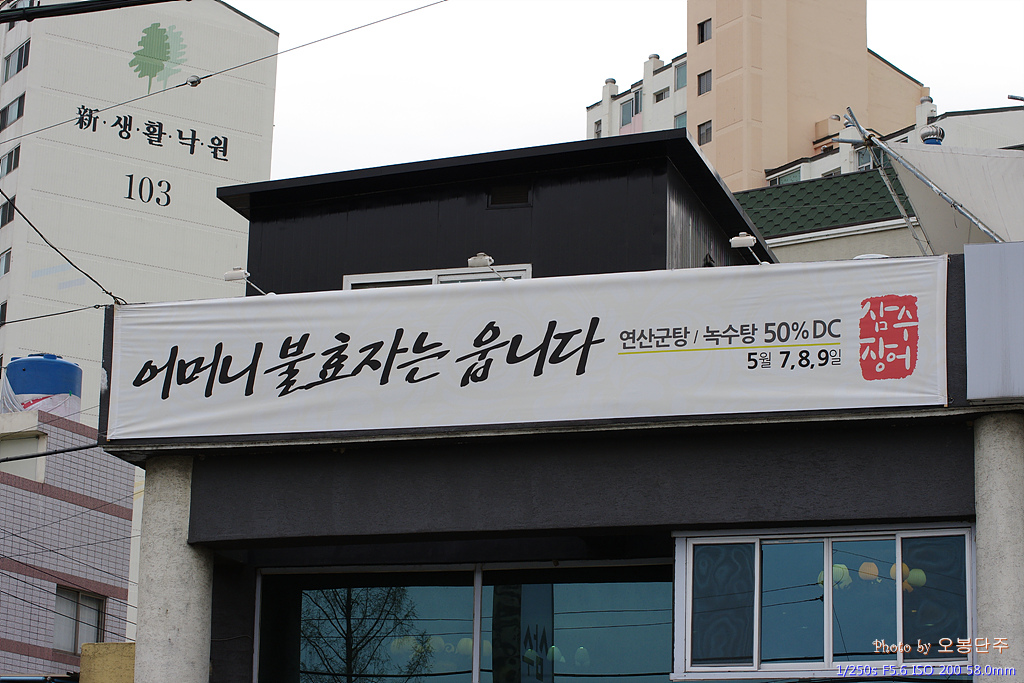 新·생·활·낙·원
103
어머니 불효자는 웁니다
연산군탕 / 녹수탕 50% DC
5월 7,8,9일
잠수
장어
Photo by 오봉단주
1/250s F5.6 ISO 200 58.0mm